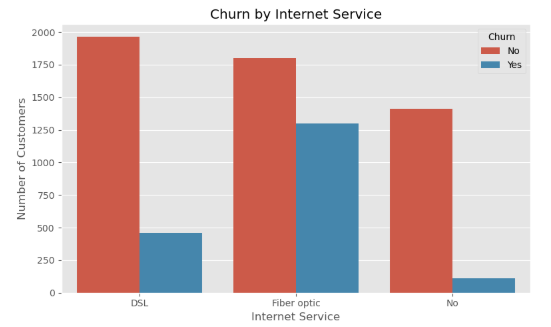 Churn by Internet Service
Churn
No
Yes
Number of Customers
2000
1750
1500
1250
1000
750
500
250
0
DSL
Fiber optic
No
Internet Service